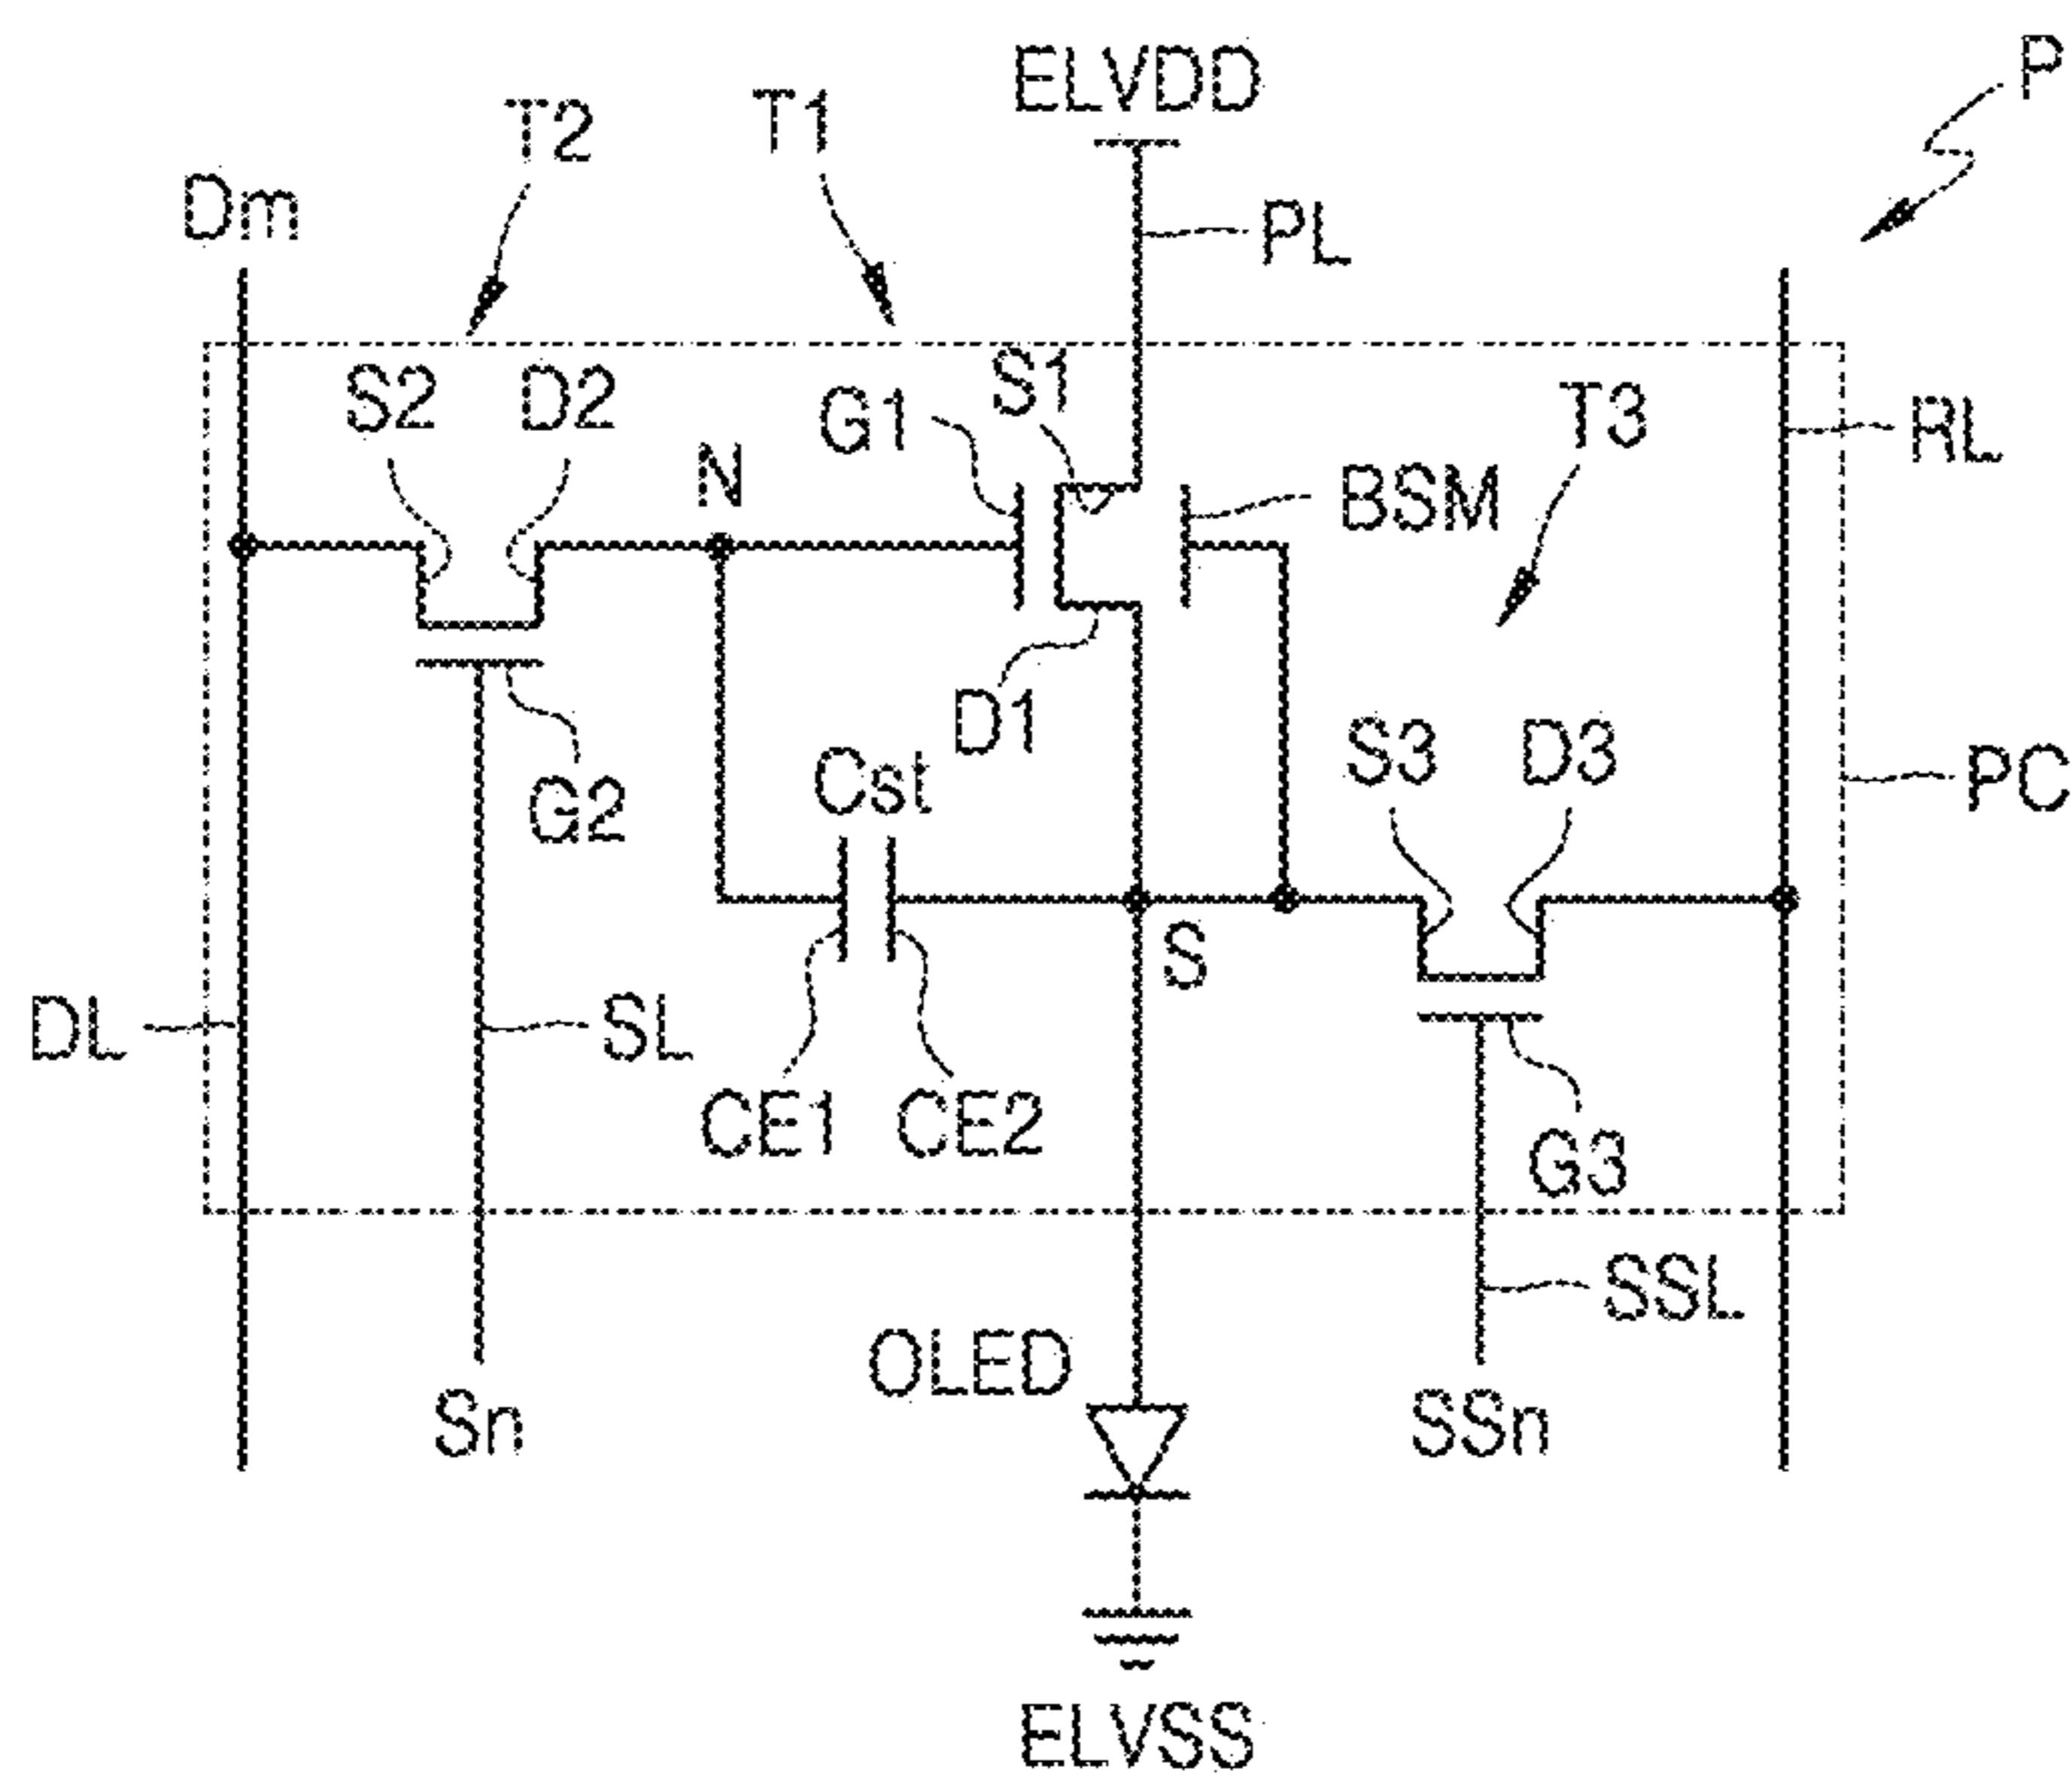 ELVDD
P
T2
T1
Dm
PL
S2
D2
G1
S1
T3
RL
N
BSM
D1
S3
D3
PC
Cst
G2
S
DL
SL
CE1
CE2
G3
SSL
OLED
Sn
SSn
ELVSS